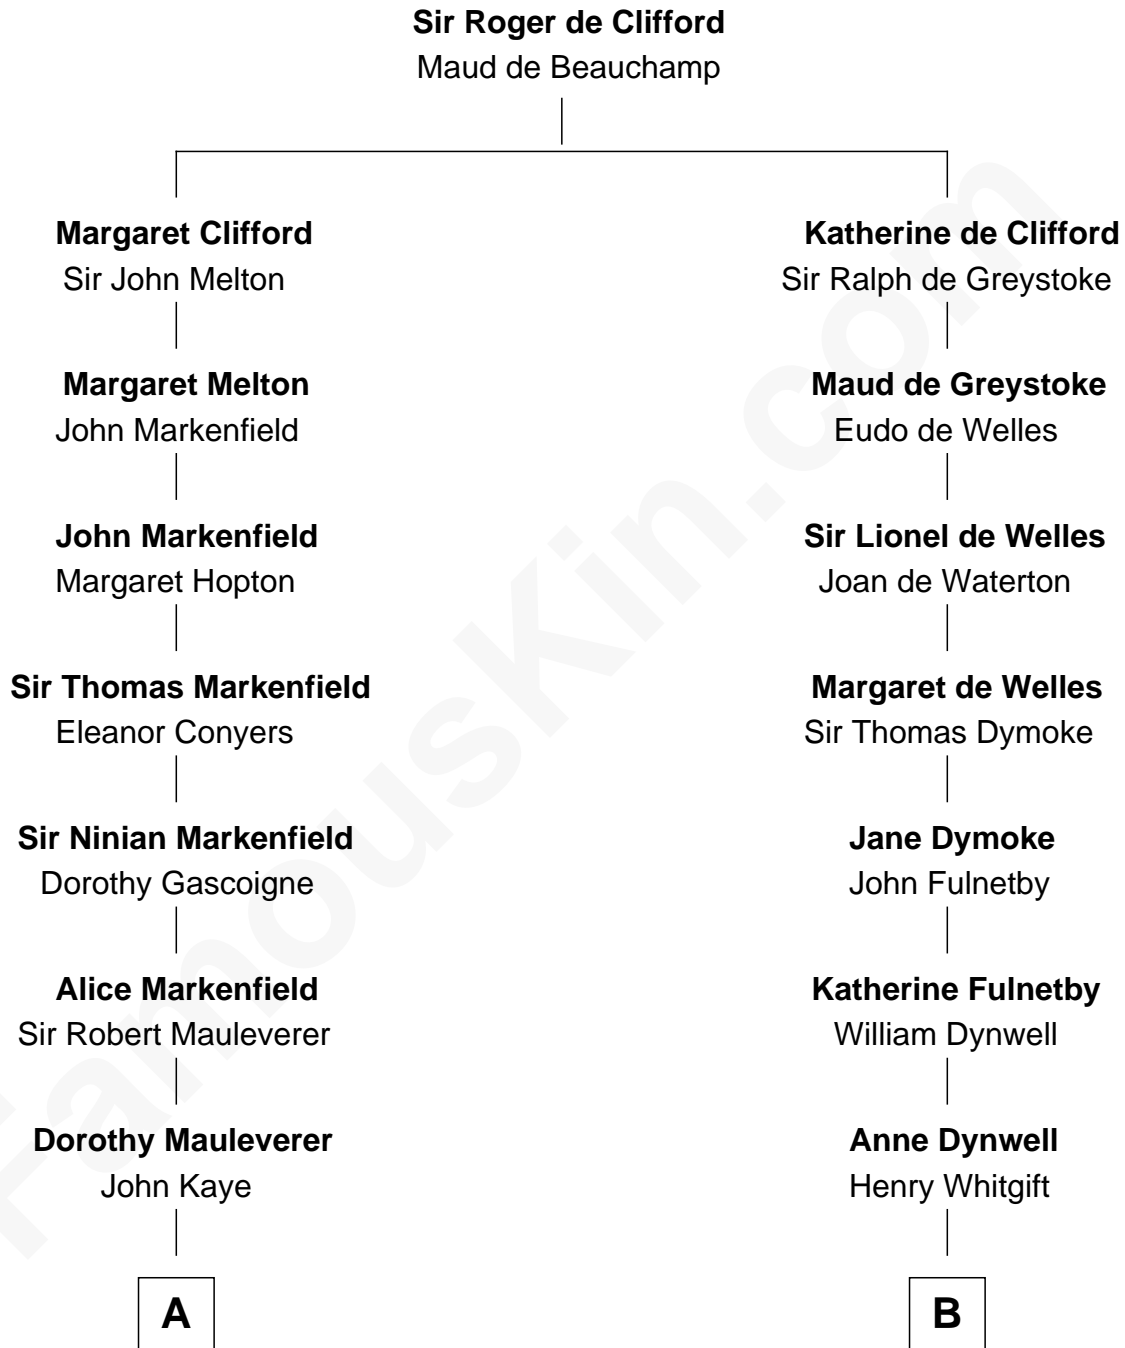 Sir Roger de Clifford
Maud de Beauchamp
Margaret Clifford
Sir John Melton
Katherine de Clifford
Sir Ralph de Greystoke
Margaret Melton
John Markenfield
Maud de Greystoke
Eudo de Welles
John Markenfield
Margaret Hopton
Sir Lionel de Welles
Joan de Waterton
Sir Thomas Markenfield
Eleanor Conyers
Margaret de Welles
Sir Thomas Dymoke
Sir Ninian Markenfield
Dorothy Gascoigne
Jane Dymoke
John Fulnetby
Alice Markenfield
Sir Robert Mauleverer
Katherine Fulnetby
William Dynwell
Dorothy Mauleverer
John Kaye
Anne Dynwell
Henry Whitgift
A
B
FamousKin.com